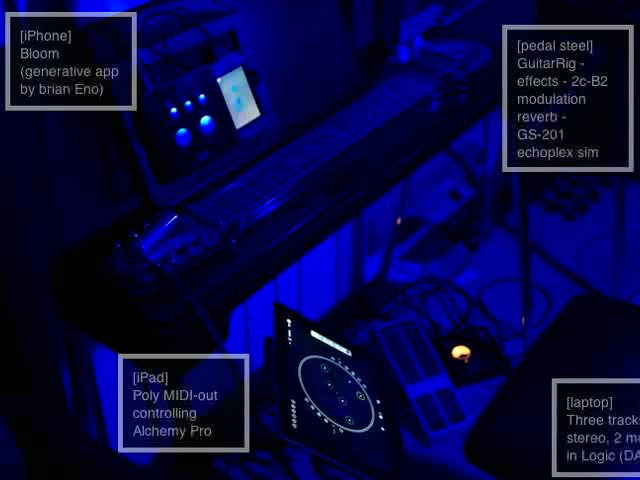 [iPhone]
Bloom
(generative app
by brian Eno)
[pedal steel]
GuitarRig -
effects - 2c-B2
modulation
reverb -
GS-201
echoplex sim
[iPad]
Poly MIDI-out
controlling
Alchemy Pro
[laptop]
Three track
stereo, 2 m
in Logic (DA